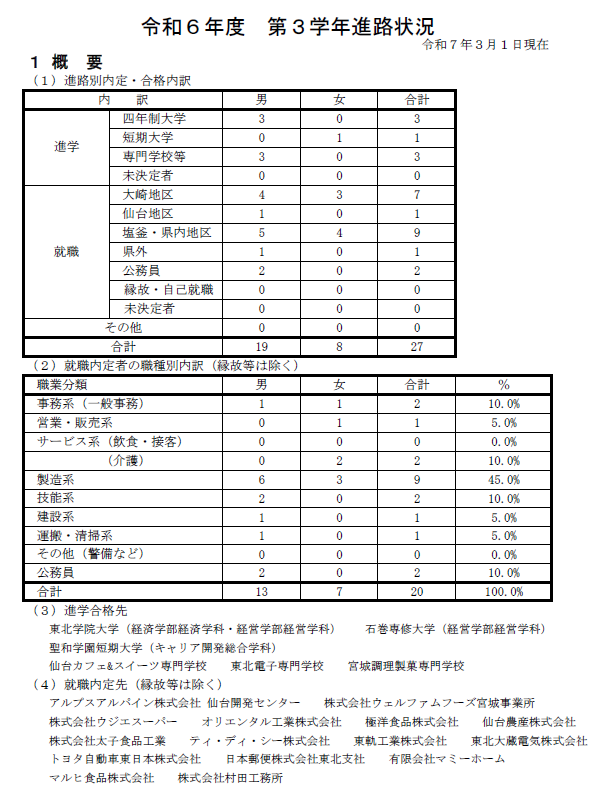 令和６年度　第３学年進路状況
令和７年３月１日現在
１ 概　要
（１）進路別内定・合格内訳
内　訳 男 女 合計
進学 四年制大学 3 0 3
短期大学 0 1 1
専門学校等 3 0 3
未決定者 0 0 0
就職 大崎地区 4 3 7
仙台地区 1 0 1
塩釜・県内地区 5 4 9
県外 1 0 1
公務員 2 0 2
縁故・自己就職 0 0 0
未決定者 0 0 0
その他 0 0 0
合計 19 8 27
（２）就職内定者の職種別内訳（縁故等は除く）
職業分類 男 女 合計 ％
事務系（一般事務） 1 1 2 10.0%
営業・販売系 0 1 1 5.0%
サービス系（飲食・接客） 0 0 0 0.0%
（介護） 0 2 2 10.0%
製造系 6 3 9 45.0%
技能系 2 0 2 10.0%
建設系 1 0 1 5.0%
運搬・清掃系 1 0 1 5.0%
その他（警備など） 0 0 0 0.0%
公務員 2 0 2 10.0%
合計 13 7 20 100.0%
（３）進学合格先
東北学院大学（経済学部経済学科・経営学部経営学科）　石巻専修大学（経営学部経営学科）
聖和学園短期大学（キャリア開発総合学科）
仙台カフェ&スイーツ専門学校　東北電子専門学校　宮城調理製菓専門学校
（４）就職内定先（縁故等は除く）
アルプスアルパイン株式会社 仙台開発センター　株式会社ウェルファムフーズ宮城事業所
株式会社ウジエスーパー　オリエンタル工業株式会社　極洋食品株式会社　仙台農産株式会社
株式会社太子食品工業　ティ・ディ・シー株式会社　東軌工業株式会社　東北大蔵電気株式会社
トヨタ自動車東日本株式会社　日本郵便株式会社東北支社　有限会社マミーホーム
マルヒ食品株式会社　株式会社村田工務所